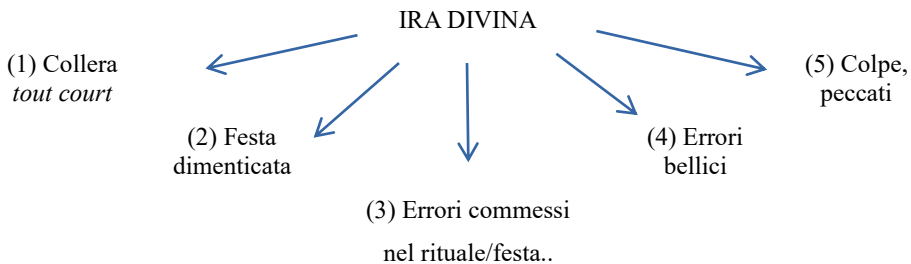 IRA DIVINA
(1) Collera
tout court
(2) Festa
dimenticata
(3) Errori commessi
nel rituale/festa..
(4) Errori
bellici
(5) Colpe,
peccati